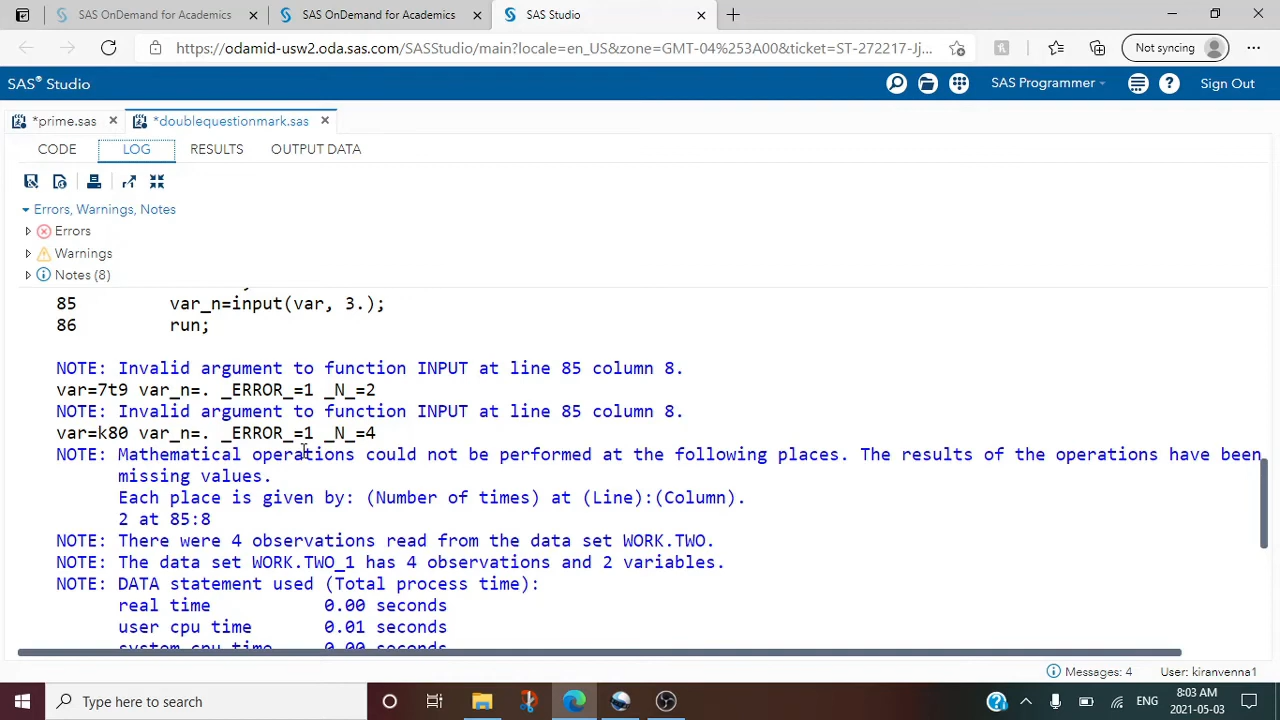 SAS OnDemand for Academics
SAS OnDemand for Academics
SAS Studio
https://odamid-usw2.oda.sas.com/SASStudio/main?locale=en_US&zone=GMT-04%253A00&ticket=ST-272217-Jj...
Not syncing
SAS® Studio
SAS Programmer
Sign Out
*prime.sas
*doublequestionmark.sas
CODE LOG RESULTS OUTPUT DATA
Errors, Warnings, Notes
Errors
Warnings
Notes (8)
85 var_n=input(var, 3.);
86 run;
NOTE: Invalid argument to function INPUT at line 85 column 8.
var=7t9 var_n=. _ERROR_=1 _N_=2
NOTE: Invalid argument to function INPUT at line 85 column 8.
var=k80 var_n=. _ERROR_=1 _N_=4
NOTE: Mathematical operations could not be performed at the following places. The results of the operations have been
missing values.
Each place is given by: (Number of times) at (Line):(Column).
2 at 85:8
NOTE: There were 4 observations read from the data set WORK.TWO.
NOTE: The data set WORK.TWO_1 has 4 observations and 2 variables.
NOTE: DATA statement used (Total process time):
real time 0.00 seconds
user cpu time 0.01 seconds
system cpu time 0.00 seconds
Messages: 4 User: kiranvenna1
Type here to search
ENG
8:03 AM
2021-05-03